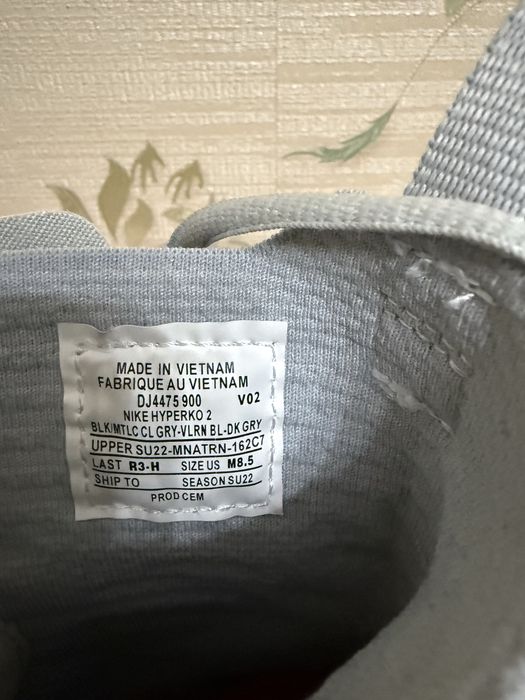 MADE IN VIETNAM
FABRIQUE AU VIETNAM
DJ4475 900 V02
NIKE HYPERKO 2
BLK/MTLC CL GRY-VLRN BL-DK GRY
UPPER SU22-MNATRN-162C7
LAST R3-H SIZE US M8.5
SHIP TO SEASON SU22
PROD CEM